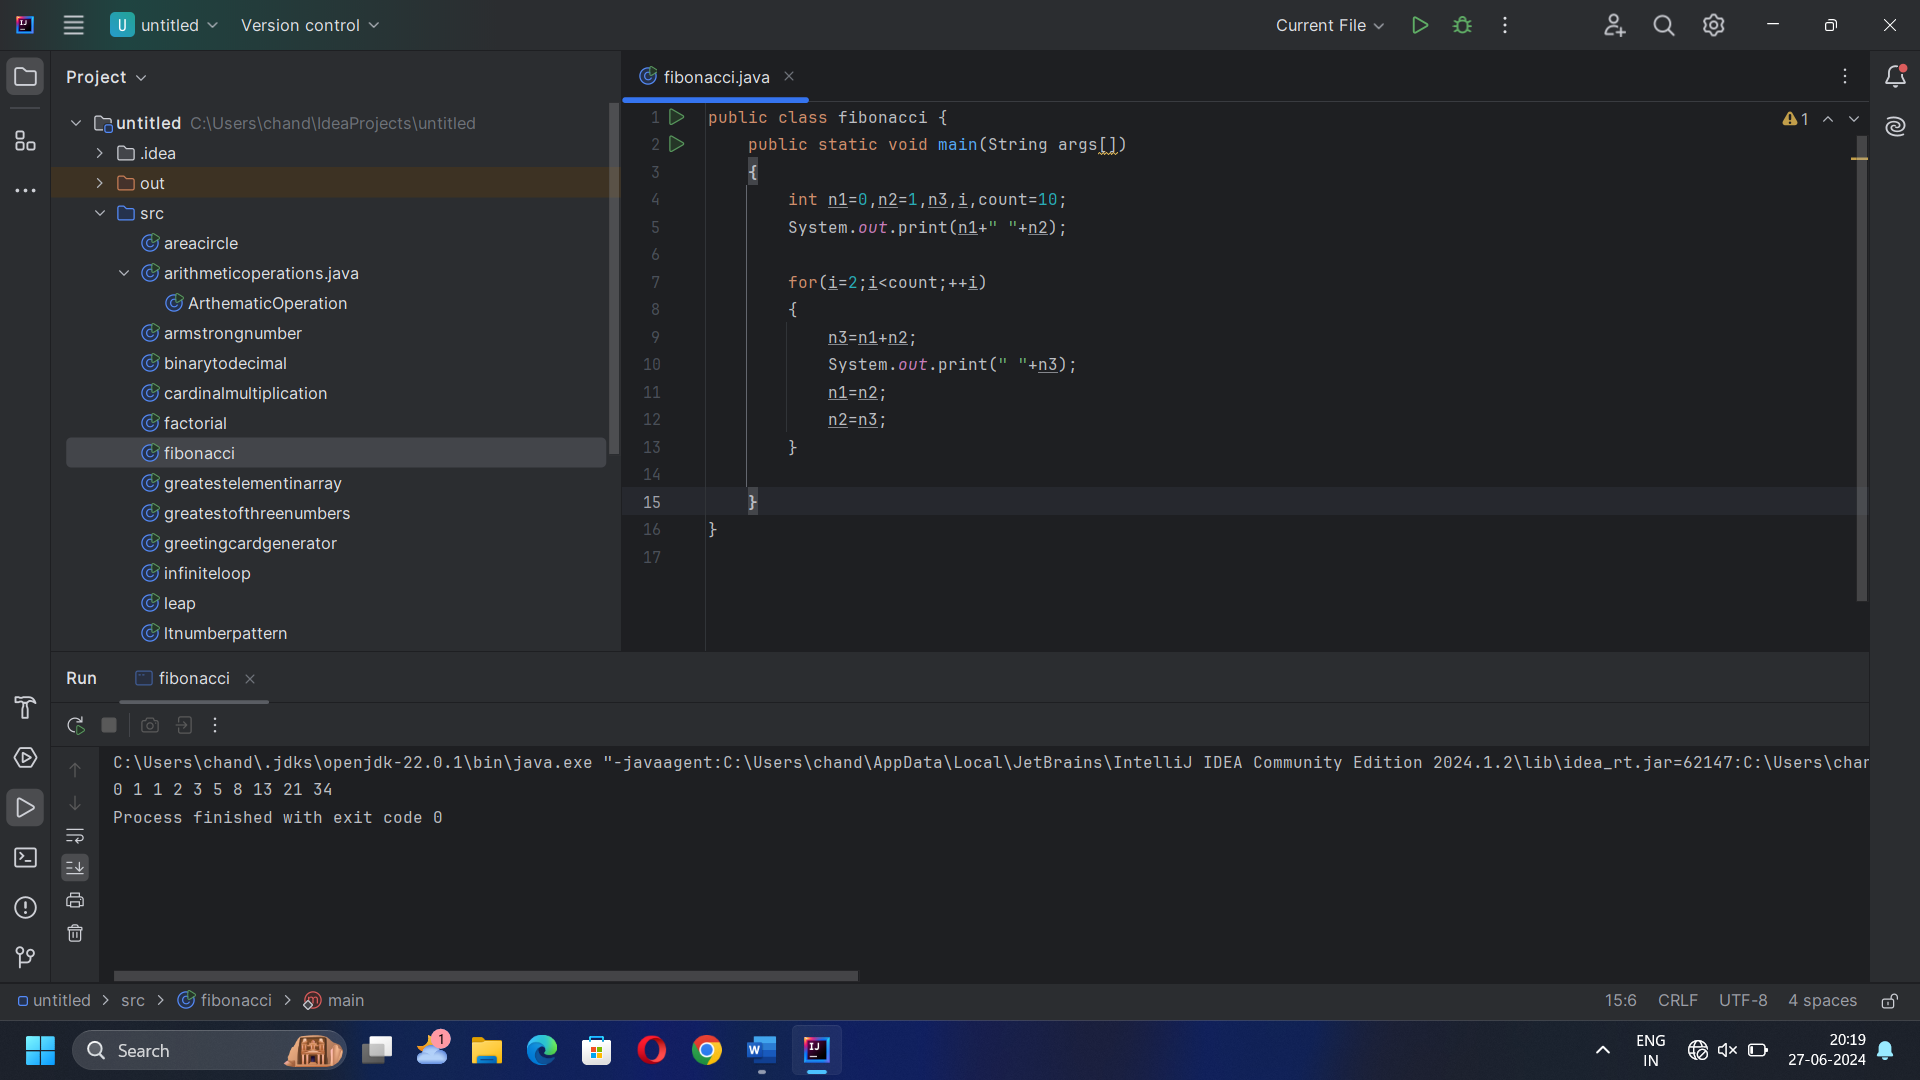 U untitled Version control Current File
Project
fibonacci.java
untitled C:\Users\chand\IdeaProjects\untitled
.idea
out
src
areacircle
arithmeticoperations.java
ArthematicOperation
armstrongnumber
binarytodecimal
cardinalmultiplication
factorial
fibonacci
greatestelementinarray
greatestofthreenumbers
greetingcardgenerator
infiniteloop
leap
ltnumberpattern
1 public class fibonacci {
2 public static void main(String args[])
3 {
4 int n1=0,n2=1,n3,i,count=10;
5 System.out.print(n1+" "+n2);
6
7 for(i=2;i<count;++i)
8 {
9 n3=n1+n2;
10 System.out.print(" "+n3);
11 n1=n2;
12 n2=n3;
13 }
14
15 }
16 }
17
1
Run fibonacci
C:\Users\chand\.jdks\openjdk-22.0.1\bin\java.exe "-javaagent:C:\Users\chand\AppData\Local\JetBrains\IntelliJ IDEA Community Edition 2024.1.2\lib\idea_rt.jar=62147:C:\Users\char
0 1 1 2 3 5 8 13 21 34
Process finished with exit code 0
untitled > src > fibonacci > main 15:6 CRLF UTF-8 4 spaces
Search
1
ENG
IN
20:19
27-06-2024